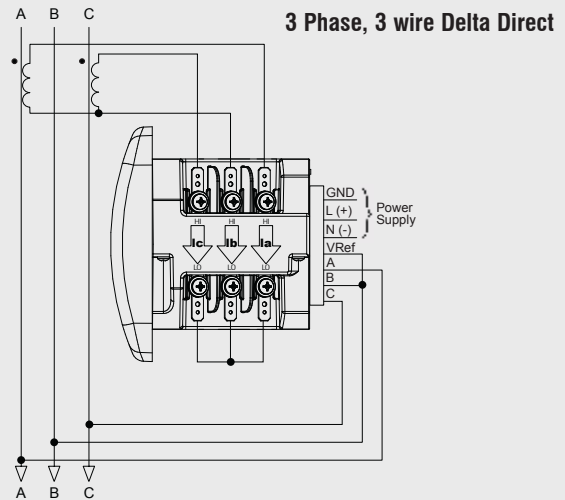 3 Phase, 3 wire Delta Direct
A B C
GND
L (+)
N (-)
Power
Supply
VRef
A
B
C
HI HI HI
Ic Ib Ia
LO LO LO
A B C